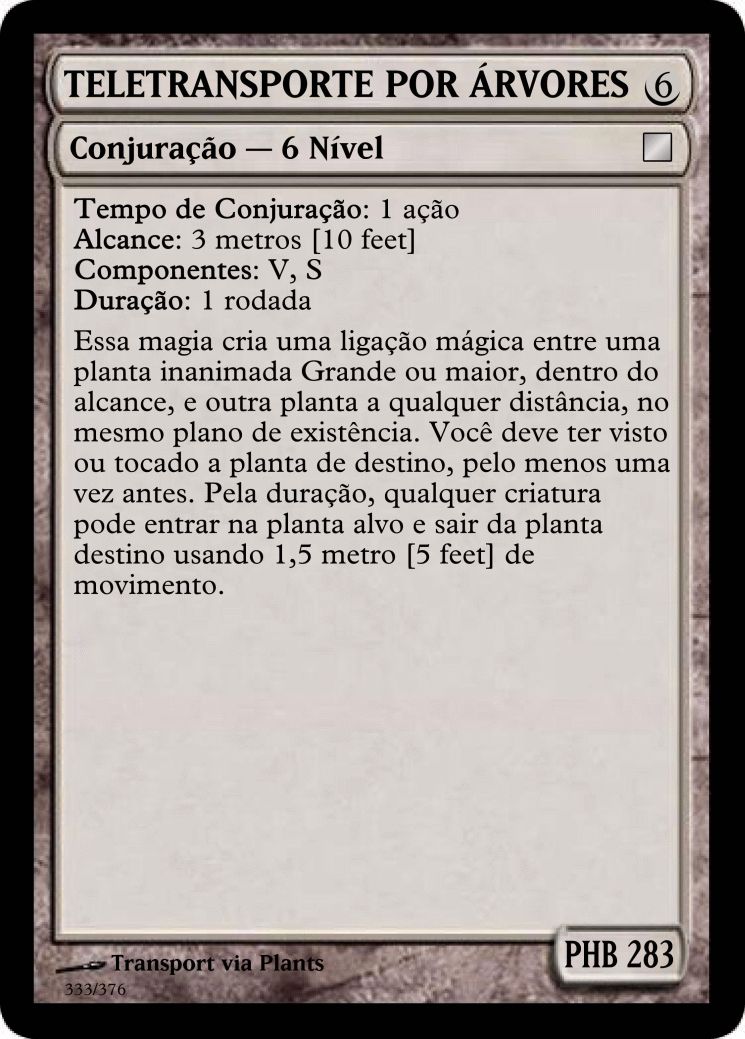 TELETRANSPORTE POR ÁRVORES 6
Conjuração — 6 Nível
Tempo de Conjuração: 1 ação
Alcance: 3 metros [10 feet]
Componentes: V, S
Duração: 1 rodada
Essa magia cria uma ligação mágica entre uma
planta inanimada Grande ou maior, dentro do
alcance, e outra planta a qualquer distância, no
mesmo plano de existência. Você deve ter visto
ou tocado a planta de destino, pelo menos uma
vez antes. Pela duração, qualquer criatura
pode entrar na planta alvo e sair da planta
destino usando 1,5 metro [5 feet] de
movimento.
PHB 283
Transport via Plants
333/376